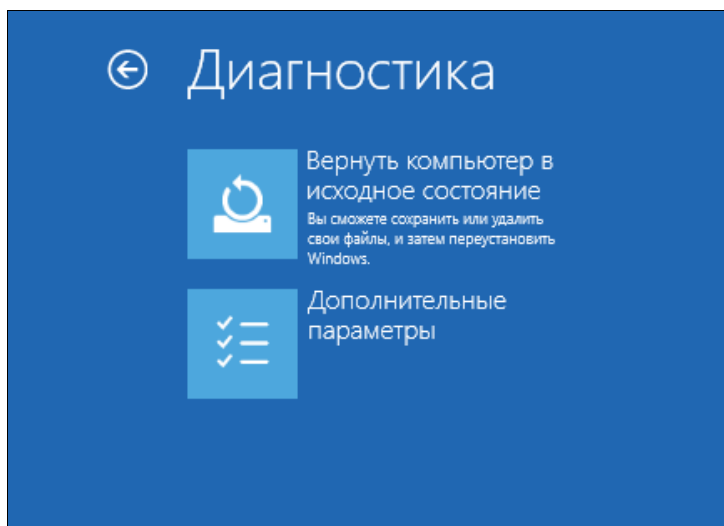 Диагностика
Вернуть компьютер в
исходное состояние
Вы сможете сохранить или удалить
свои файлы, и затем переустановить
Windows.
Дополнительные
параметры